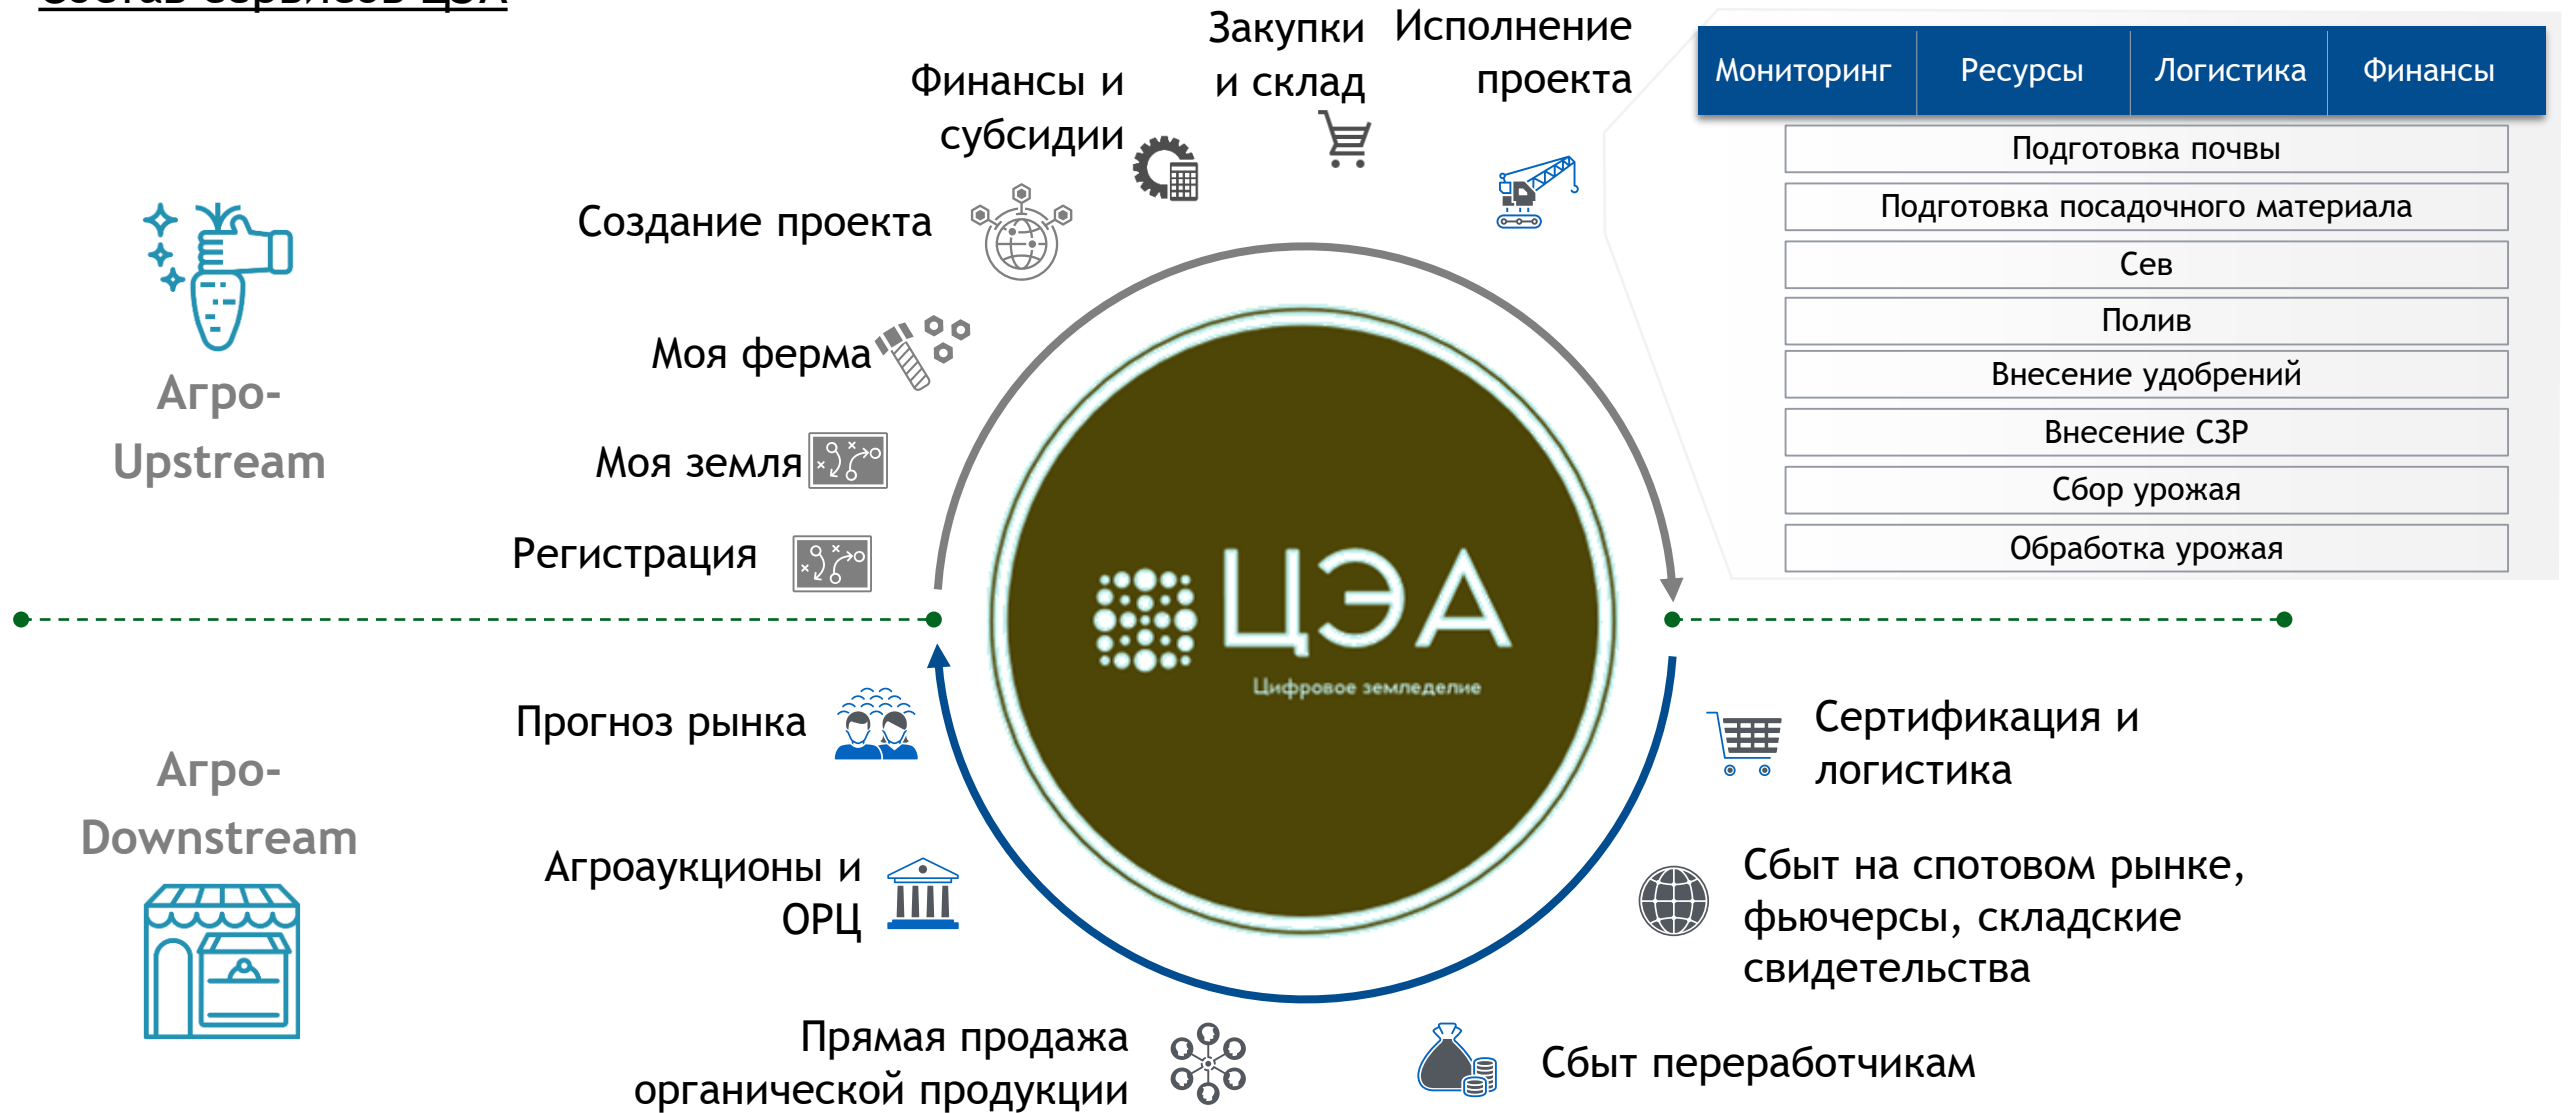 Состав сервисов ЦЭА
Закупки
и склад
Исполнение
проекта
Финансы и
субсидии
Создание проекта
Моя ферма
Моя земля
Регистрация
Агро-
Upstream
Мониторинг
Ресурсы
Логистика
Финансы
Подготовка почвы
Подготовка посадочного материала
Сев
Полив
Внесение удобрений
Внесение СЗР
Сбор урожая
Обработка урожая
ЦЭА
Цифровое земледелие
Агро-
Downstream
Прогноз рынка
Агроаукционы и
ОРЦ
Прямая продажа
органической продукции
Сбыт переработчикам
Сбыт на спотовом рынке,
фьючерсы, складские
свидетельства
Сертификация и
логистика